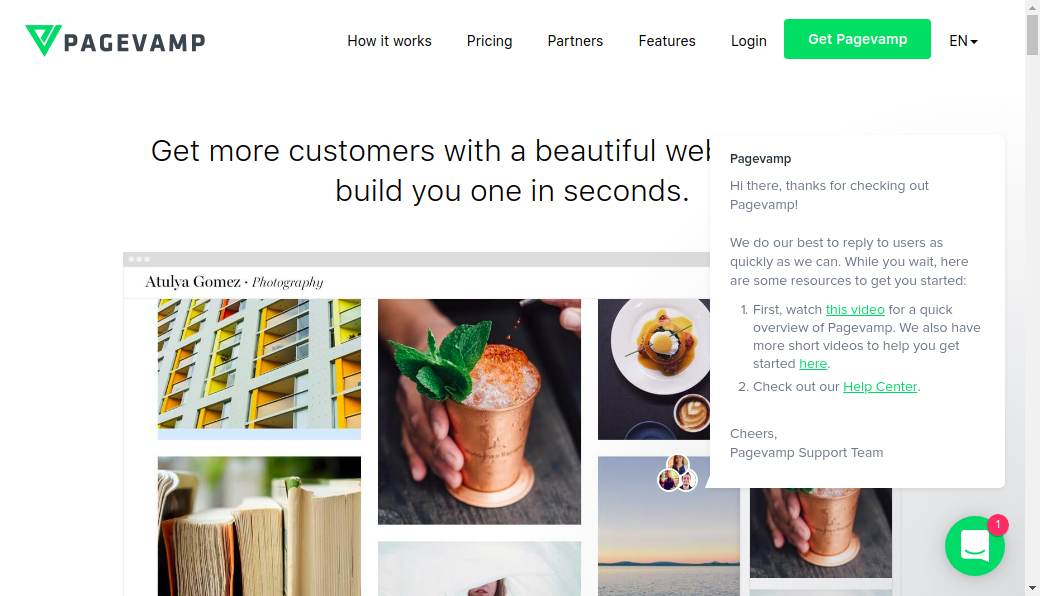 PAGEVAMP
How it works
Pricing
Partners
Features
Login
Get Pagevamp
EN
Get more customers with a beautiful
build you one in seconds.
Atulya Gomez · Photography
Pagevamp
Hi there, thanks for checking out
Pagevamp!
We do our best to reply to users as
quickly as we can. While you wait, here
are some resources to get you started:
1. First, watch this video for a quick
overview of Pagevamp. We also have
more short videos to help you get
started here.
2. Check out our Help Center.
Cheers,
Pagevamp Support Team
1